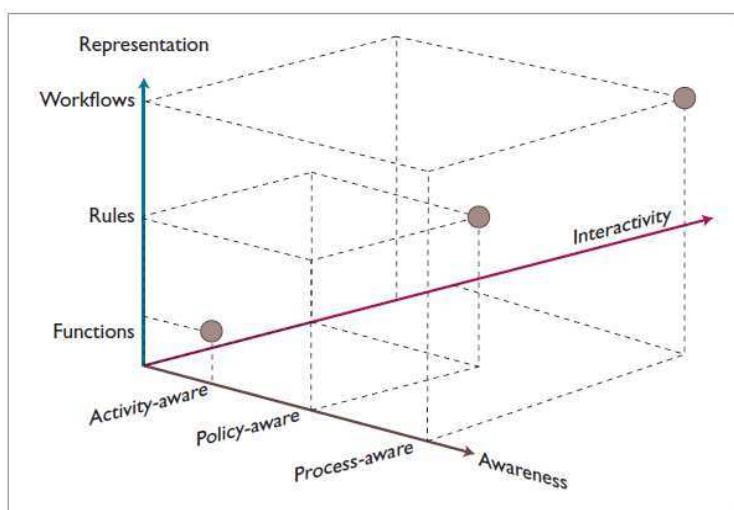 Representation
Workflows
Rules
Interactivity
Functions
Activity-aware
Policy-aware
Process-aware
Awareness